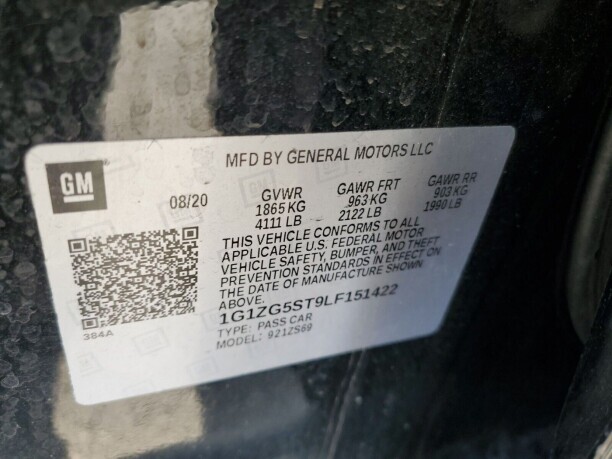 MFD BY GENERAL MOTORS LLC
GM
08/20 GVWR GAWR FRT GAWR RR
1865 KG 963 KG 903 KG
4111 LB 2122 LB 1990 LB
THIS VEHICLE CONFORMS TO ALL
APPLICABLE U.S. FEDERAL MOTOR
VEHICLE SAFETY, BUMPER, AND THEFT
PREVENTION STANDARDS IN EFFECT ON
THE DATE OF MANUFACTURE SHOWN
ABOVE.
1G1ZG5ST9LF151422
TYPE: PASS CAR
MODEL: 921ZS69
384A